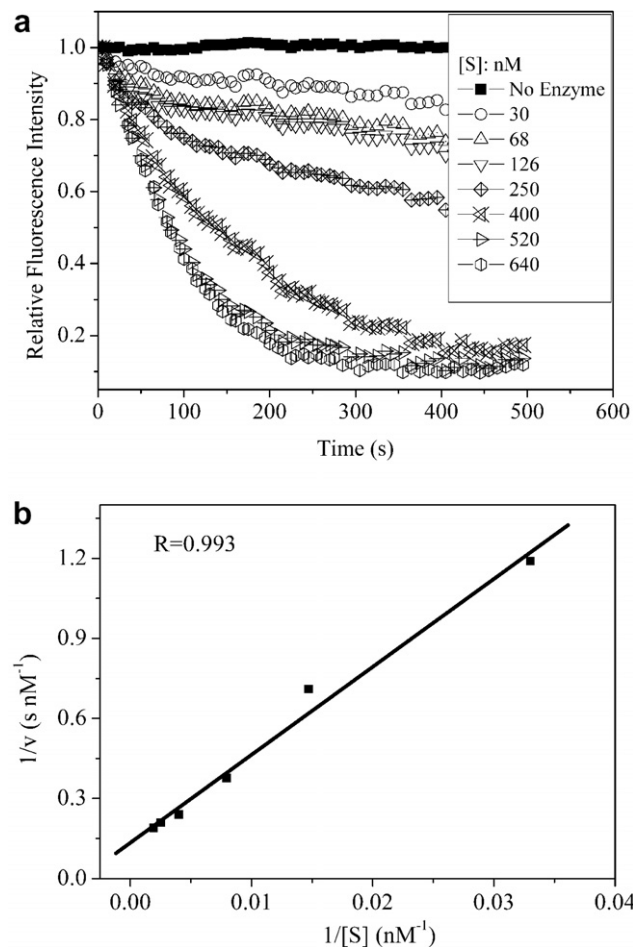 a
[S]: nM
No Enzyme
30
68
126
250
400
520
640
Relative Fluorescence Intensity
1.0
0.8
0.6
0.4
0.2
0 100 200 300 400 500 600
Time (s)
b
R=0.993
1/v (s nM⁻¹)
1.2
0.9
0.6
0.3
0.0
0.00 0.01 0.02 0.03 0.04
1/[S] (nM⁻¹)